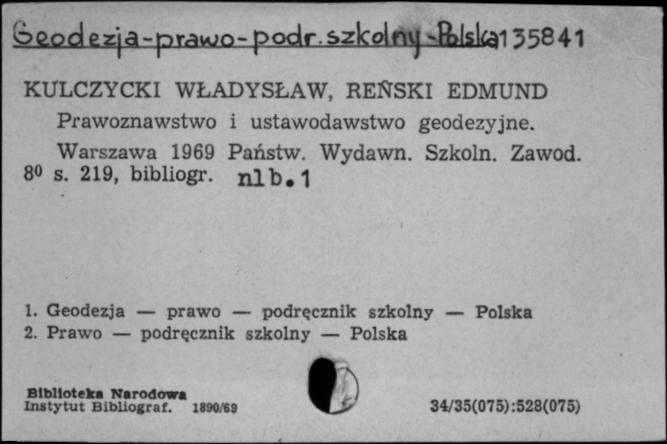 Geodezja-prawo-podr.szkolny-Polska 135841
KULCZYCKI WŁADYSŁAW, REŃSKI EDMUND
Prawoznawstwo i ustawodawstwo geodezyjne.
Warszawa 1969 Państw. Wydawn. Szkoln. Zawod.
8⁰ s. 219, bibliogr. nlb.1
1. Geodezja — prawo — podręcznik szkolny — Polska
2. Prawo — podręcznik szkolny — Polska
Biblioteka Narodowa
Instytut Bibliograf. 1890/69
34/35(075):528(075)